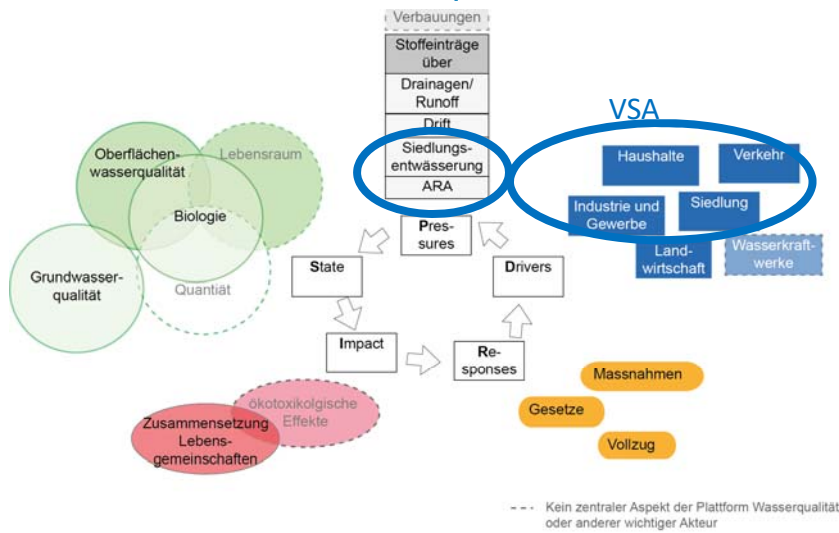 Verbauungen
Stoffeinträge
über
Drainagen/
Runoff
Drift
Siedlungs-
entwässerung
ARA
VSA
Haushalte
Verkehr
Industrie und
Gewerbe
Siedlung
Land-
wirtschaft
Wasserkraft-
werke
Oberflächen-
wasserqualität
Lebensraum
Biologie
Grundwasser-
qualität
Quantiät
Pres-
sures
State
Drivers
Impact
Re-
sponses
ökotoxikolgische
Effekte
Zusammensetzung
Lebens-
gemeinschaften
Massnahmen
Gesetze
Vollzug
Kein zentraler Aspekt der Plattform Wasserqualität
oder anderer wichtiger Akteur